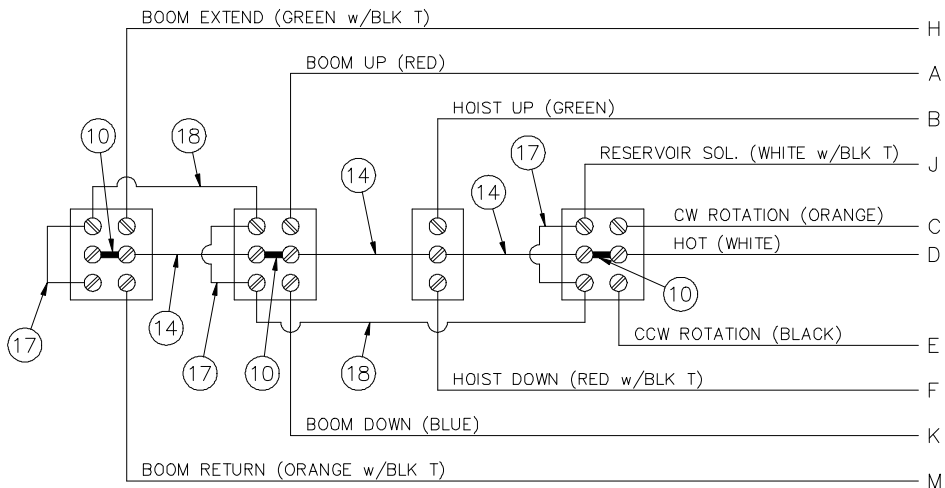 BOOM EXTEND (GREEN w/BLK T)
H
BOOM UP (RED)
A
HOIST UP (GREEN)
B
10
18
17
RESERVOIR SOL. (WHITE w/BLK T)
J
14
14
CW ROTATION (ORANGE)
C
HOT (WHITE)
D
10
14
17
CCW ROTATION (BLACK)
E
17
10
18
HOIST DOWN (RED w/BLK T)
F
BOOM DOWN (BLUE)
K
BOOM RETURN (ORANGE w/BLK T)
M